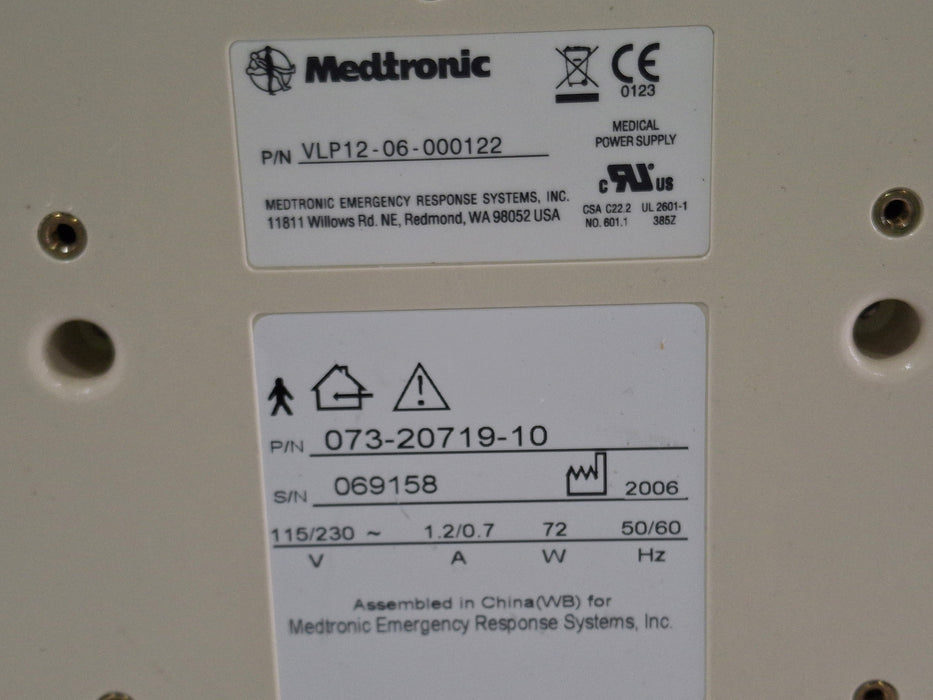 Medtronic
CE
0123
P/N VLP12-06-000122
MEDICAL
POWER SUPPLY
c RU US
MEDTRONIC EMERGENCY RESPONSE SYSTEMS, INC.
11811 Willows Rd. NE, Redmond, WA 98052 USA
CSA C22.2 UL 2601-1
NO. 601.1 385Z
P/N 073-20719-10
S/N 069158 2006
115/230 ~ 1.2/0.7 72 50/60
V A W Hz
Assembled in China(WB) for
Medtronic Emergency Response Systems, Inc.